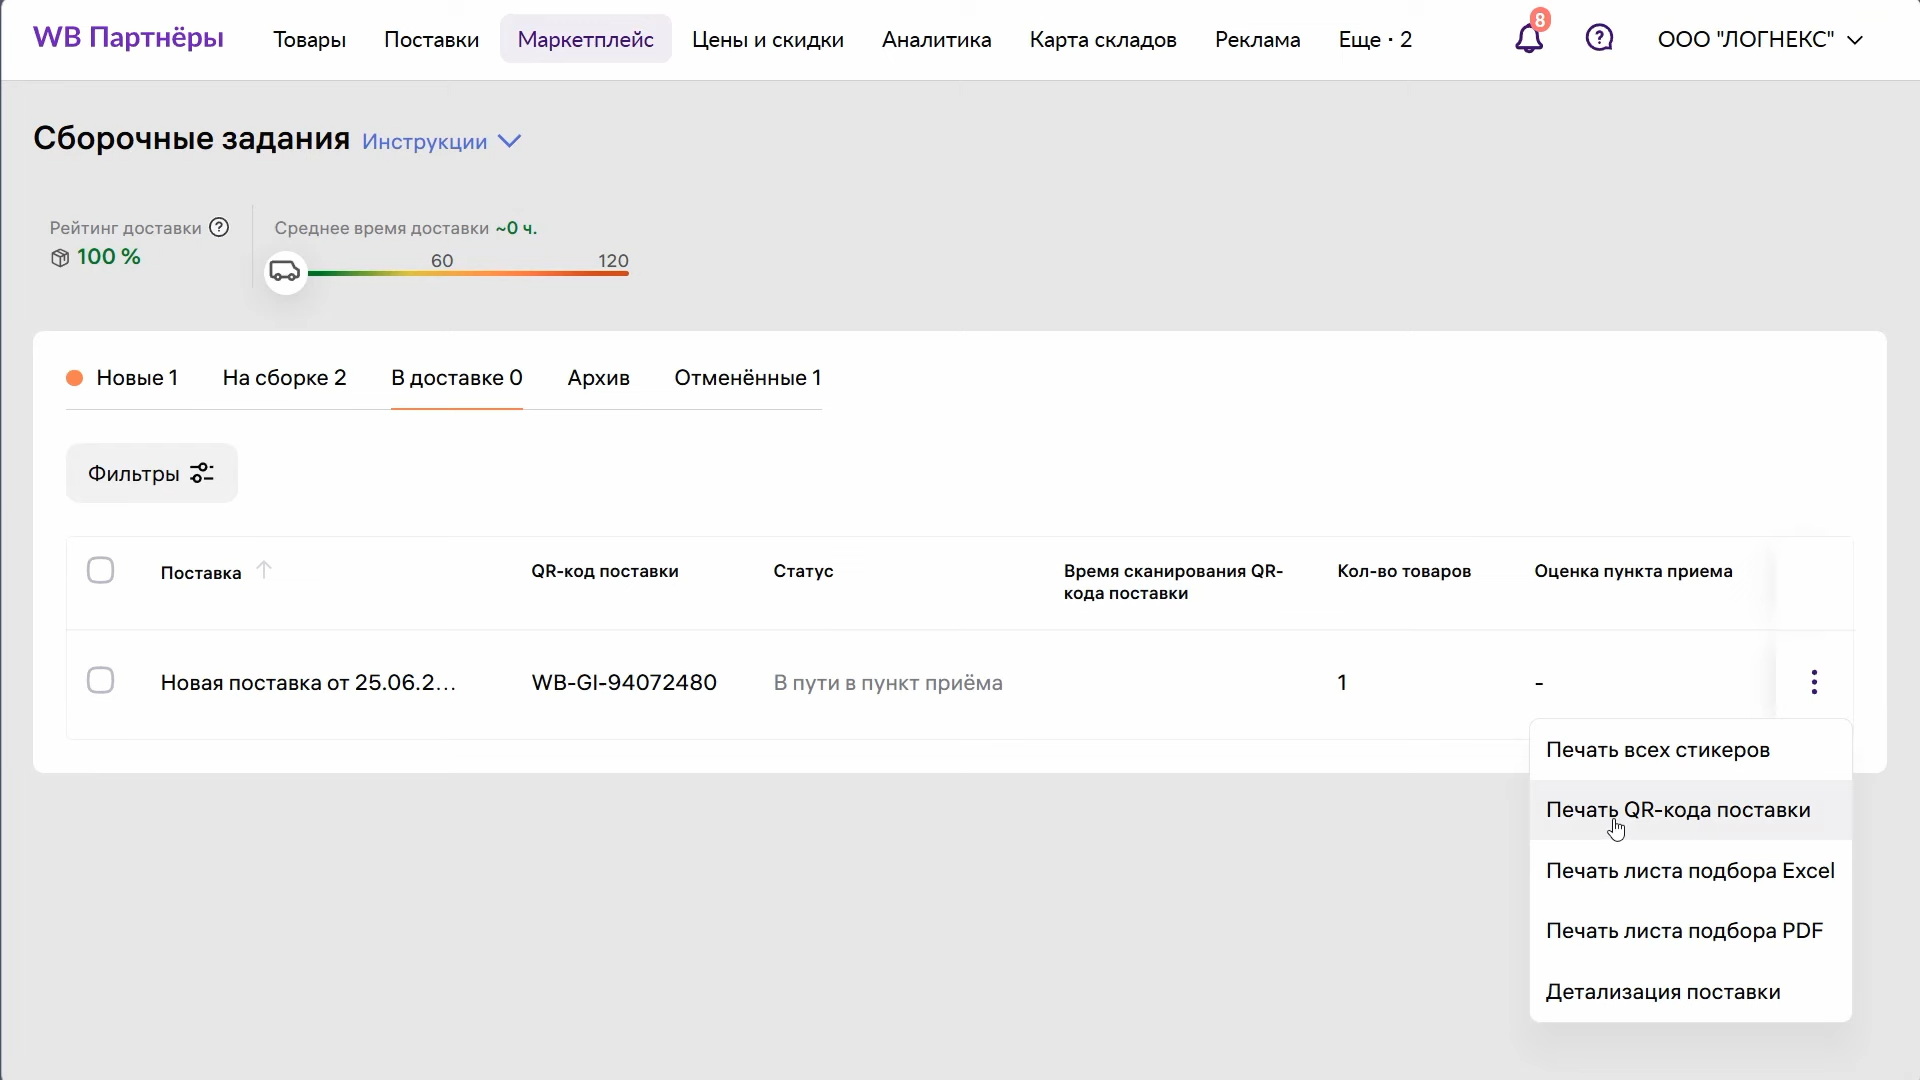 WB Партнёры
Товары
Поставки
Маркетплейс
Цены и скидки
Аналитика
Карта складов
Реклама
Еще · 2
8
ООО "ЛОГНЕКС"
Сборочные задания
Инструкции
Рейтинг доставки
100 %
Среднее время доставки ~0 ч.
60
120
Новые 1
На сборке 2
В доставке 0
Архив
Отменённые 1
Фильтры
Поставка
QR-код поставки
Статус
Время сканирования QR-
кода поставки
Кол-во товаров
Оценка пункта приема
Новая поставка от 25.06.2...
WB-GI-94072480
В пути в пункт приёма
1
-
Печать всех стикеров
Печать QR-кода поставки
Печать листа подбора Excel
Печать листа подбора PDF
Детализация поставки